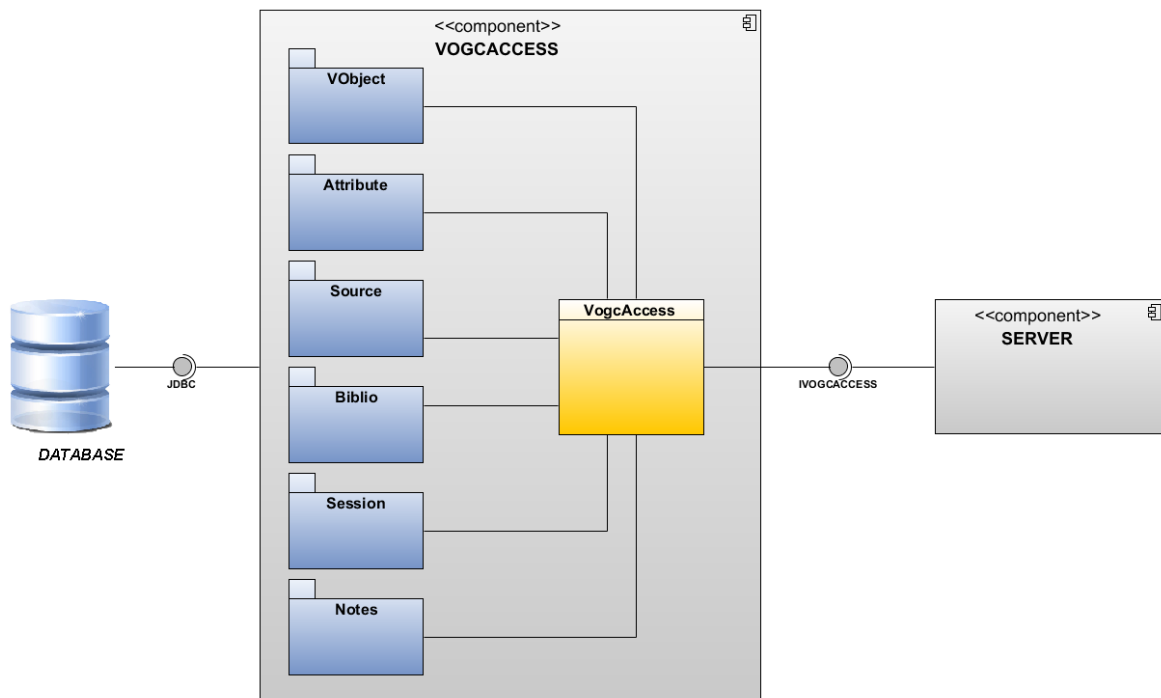 <<component>>
VOGCACCESS
VObject
Attribute
Source
VogcAccess
Biblio
Session
Notes
JDBC
DATABASE
IVOGCACCESS
<<component>>
SERVER